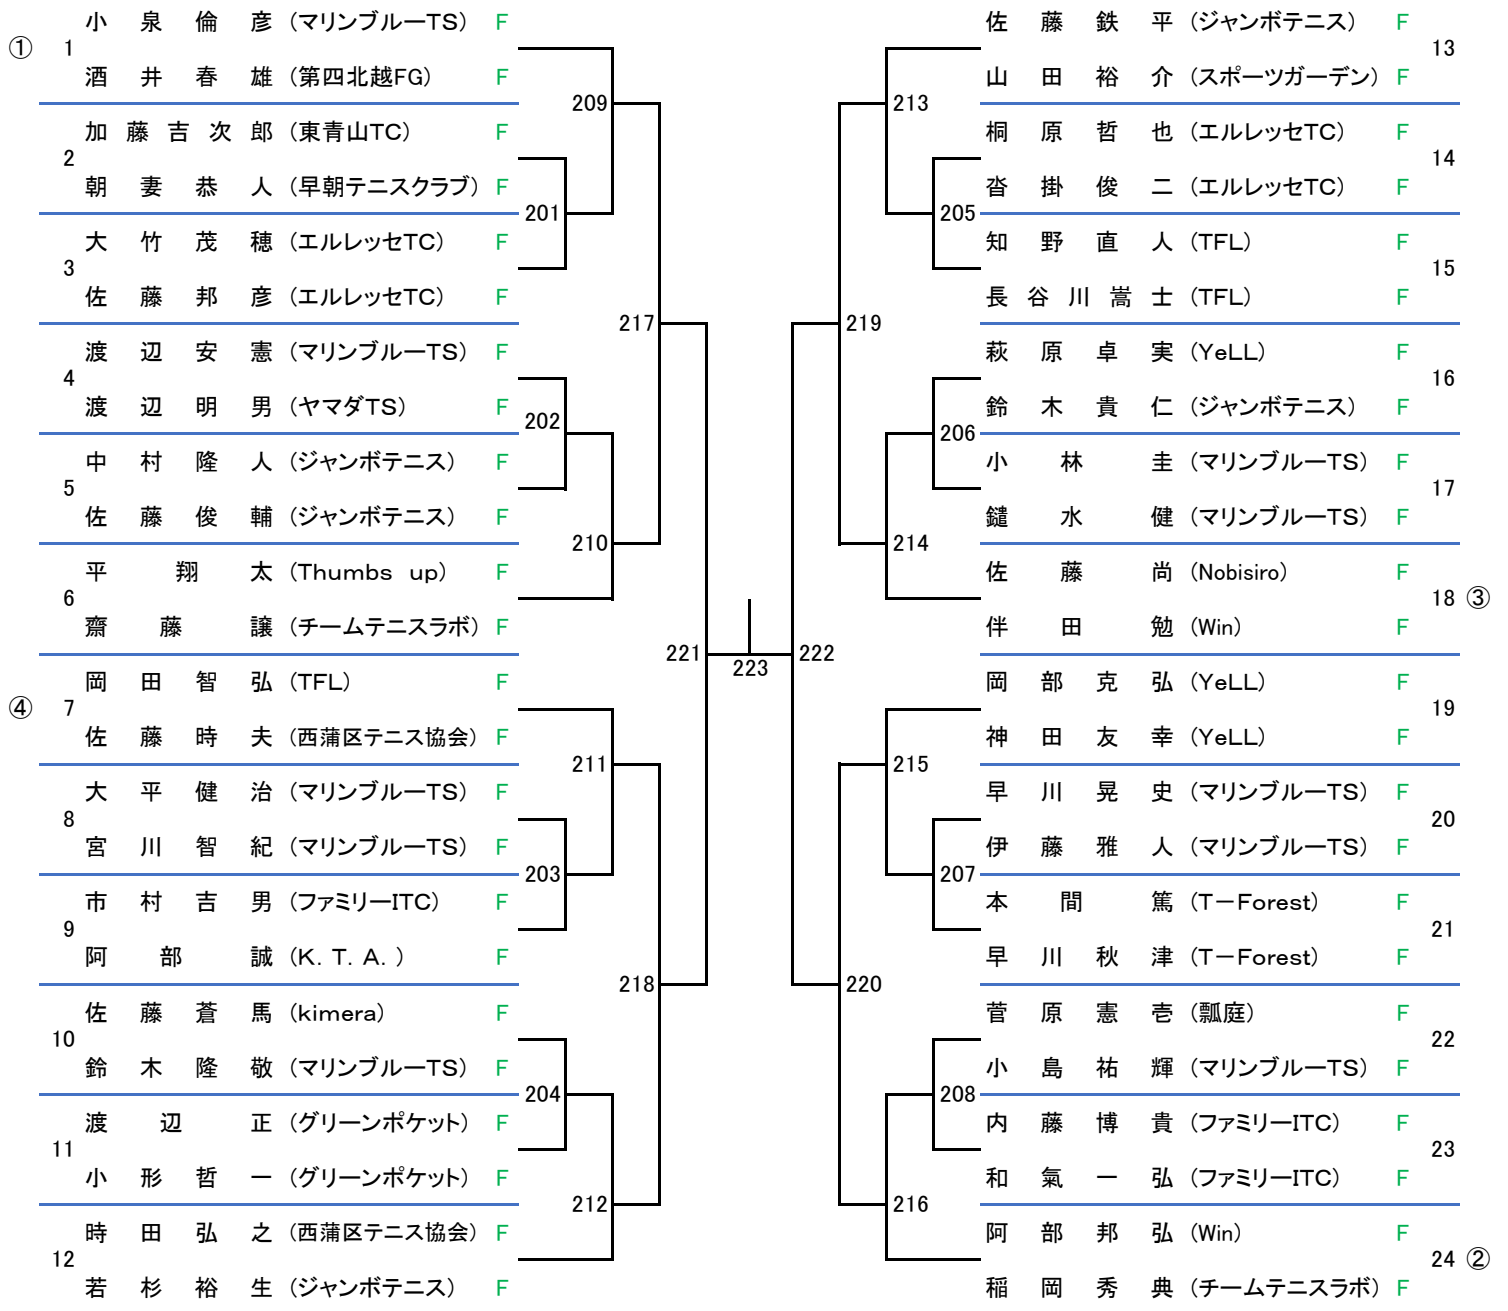 小泉倫彦 (マリンブルーTS) F
① 1
酒井春雄 (第四北越FG) F
209
加藤吉次郎 (東青山TC) F
2
朝妻恭人 (早朝テニスクラブ) F
201
大竹茂穂 (エルレッセTC) F
3
佐藤邦彦 (エルレッセTC) F
217
渡辺安憲 (マリンブルーTS) F
4
渡辺明男 (ヤマダTS) F
202
中村隆人 (ジャンボテニス) F
5
佐藤俊輔 (ジャンボテニス) F
210
平翔太 (Thumbs up) F
6
齋藤譲 (チームテニスラボ) F
221
岡田智弘 (TFL) F
④ 7
佐藤時夫 (西蒲区テニス協会) F
211
大平健治 (マリンブルーTS) F
8
宮川智紀 (マリンブルーTS) F
203
市村吉男 (ファミリーITC) F
9
阿部誠 (K.T.A.) F
218
佐藤蒼馬 (kimera) F
10
鈴木隆敬 (マリンブルーTS) F
204
渡辺正 (グリーンポケット) F
11
小形哲一 (グリーンポケット) F
212
時田弘之 (西蒲区テニス協会) F
12
若杉裕生 (ジャンボテニス) F
223
佐藤鉄平 (ジャンボテニス) F
13
山田裕介 (スポーツガーデン) F
213
桐原哲也 (エルレッセTC) F
14
沓掛俊二 (エルレッセTC) F
205
知野直人 (TFL) F
15
長谷川嵩士 (TFL) F
219
萩原卓実 (YeLL) F
16
鈴木貴仁 (ジャンボテニス) F
206
小林圭 (マリンブルーTS) F
17
鑓水健 (マリンブルーTS) F
214
佐藤尚 (Nobisiro) F
18 ③
伴田勉 (Win) F
222
岡部克弘 (YeLL) F
19
神田友幸 (YeLL) F
215
早川晃史 (マリンブルーTS) F
20
伊藤雅人 (マリンブルーTS) F
207
本間篤 (T－Forest) F
21
早川秋津 (T－Forest) F
220
菅原憲壱 (瓢庭) F
22
小島祐輝 (マリンブルーTS) F
208
内藤博貴 (ファミリーITC) F
23
和氣一弘 (ファミリーITC) F
216
阿部邦弘 (Win) F
24 ②
稲岡秀典 (チームテニスラボ) F